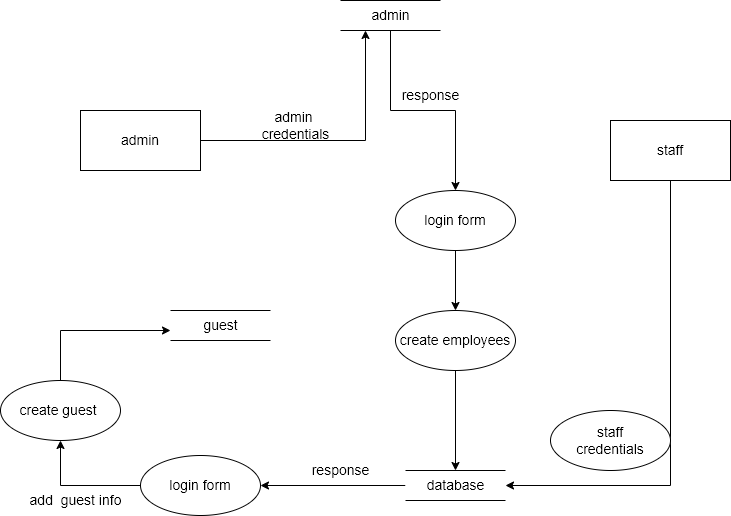 admin
response
admin
credentials
admin
staff
login form
guest
create employees
create guest
staff
credentials
response
login form
database
add  guest info